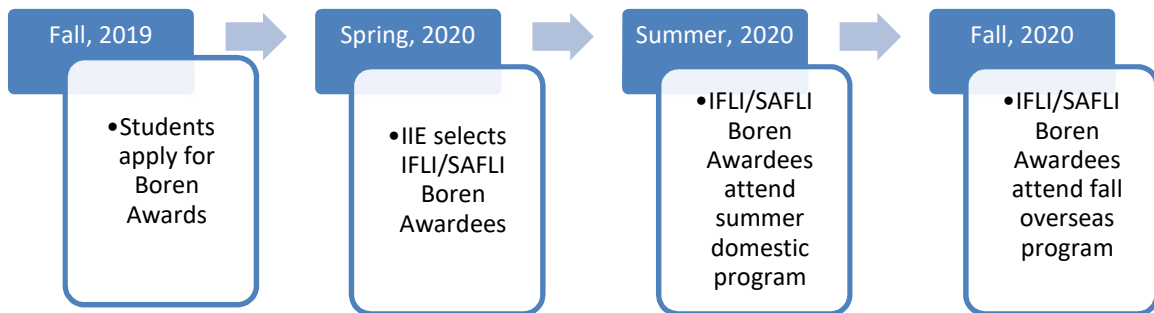 Fall, 2019
•Students
apply for
Boren
Awards
Spring, 2020
•IIE selects
IFLI/SAFLI
Boren
Awardees
Summer, 2020
•IFLI/SAFLI
Boren
Awardees
attend
summer
domestic
program
Fall, 2020
•IFLI/SAFLI
Boren
Awardees
attend fall
overseas
program